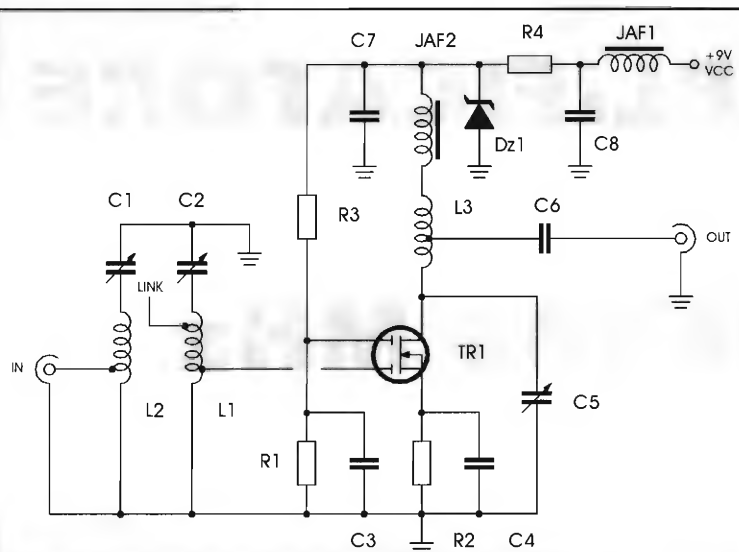 C7
JAF2
R4
JAF1
+9V
VCC
Dz1
C8
C1
C2
R3
L3
C6
OUT
LINK
IN
TR1
C5
L2
L1
R1
C3
R2
C4